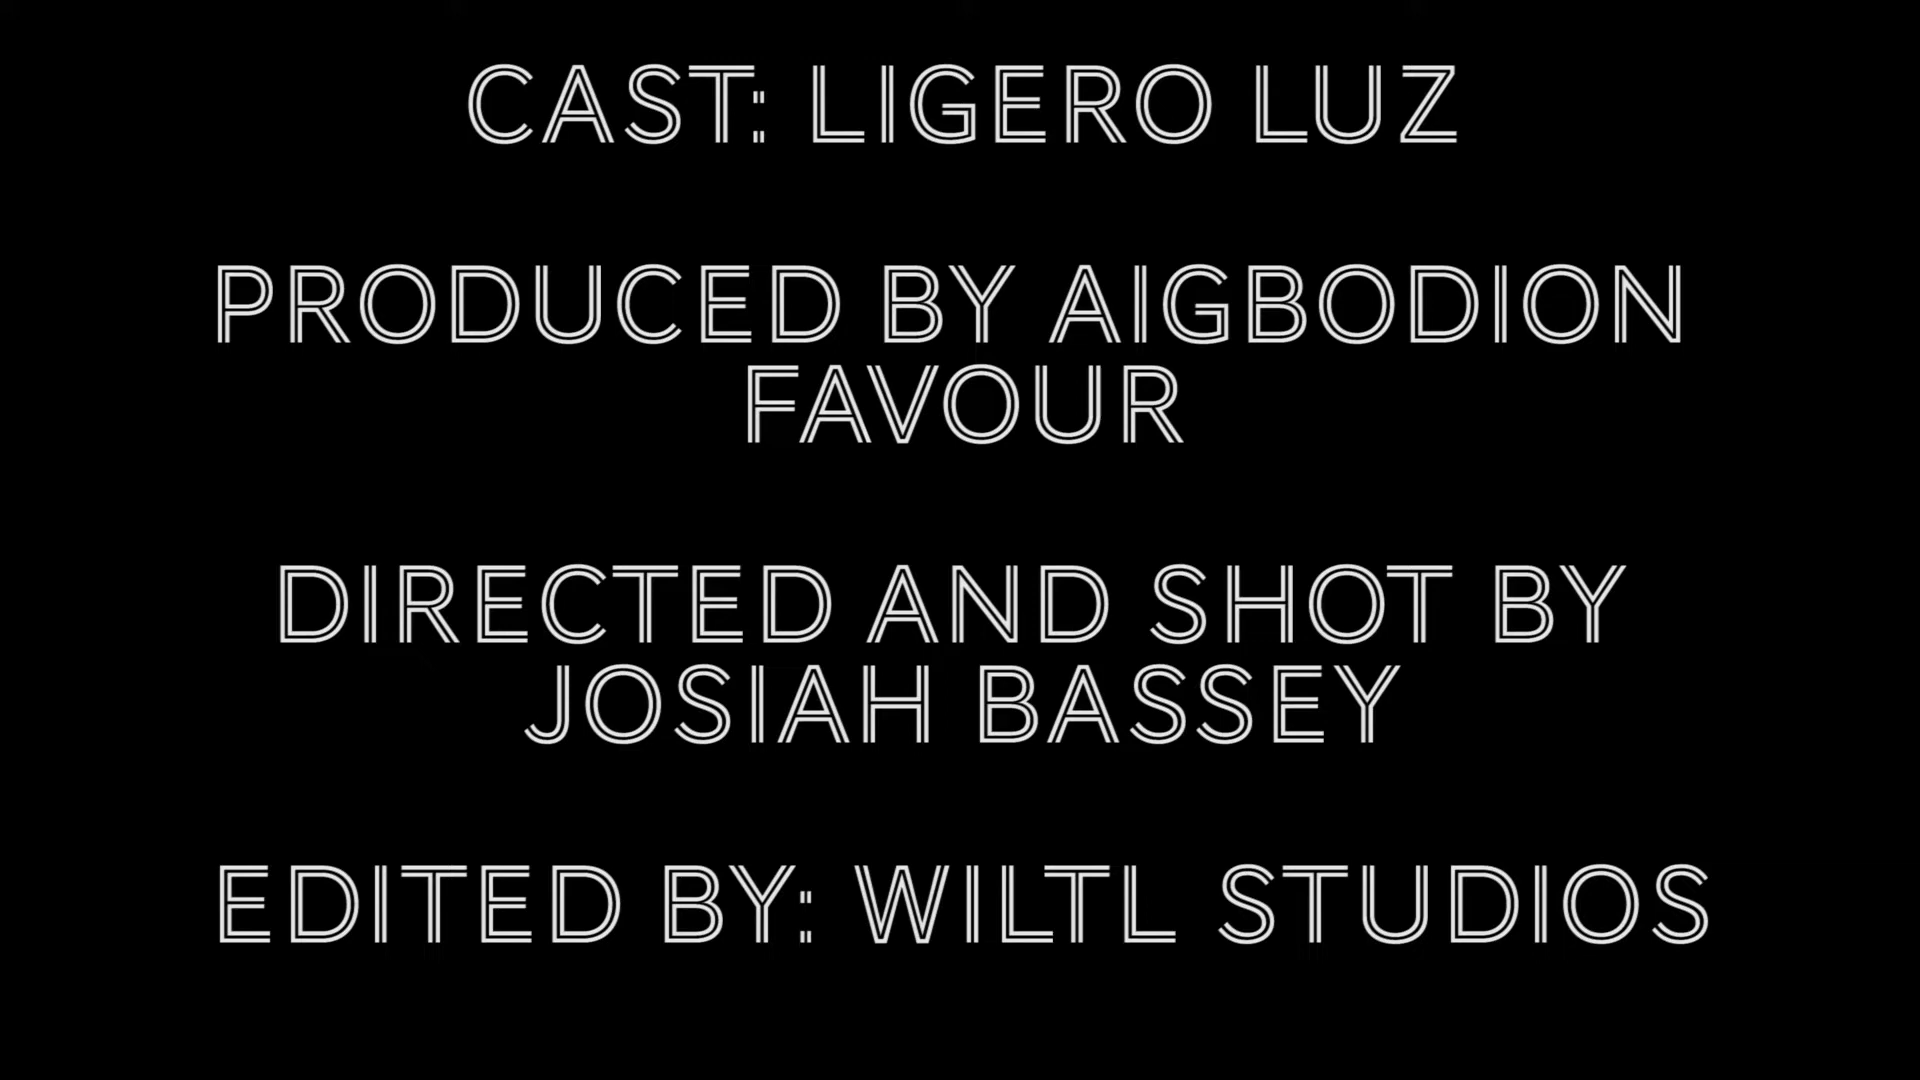 CAST: LIGERO LUZ
PRODUCED BY AIGBODION
FAVOUR
DIRECTED AND SHOT BY
JOSIAH BASSEY
EDITED BY: WILTL STUDIOS